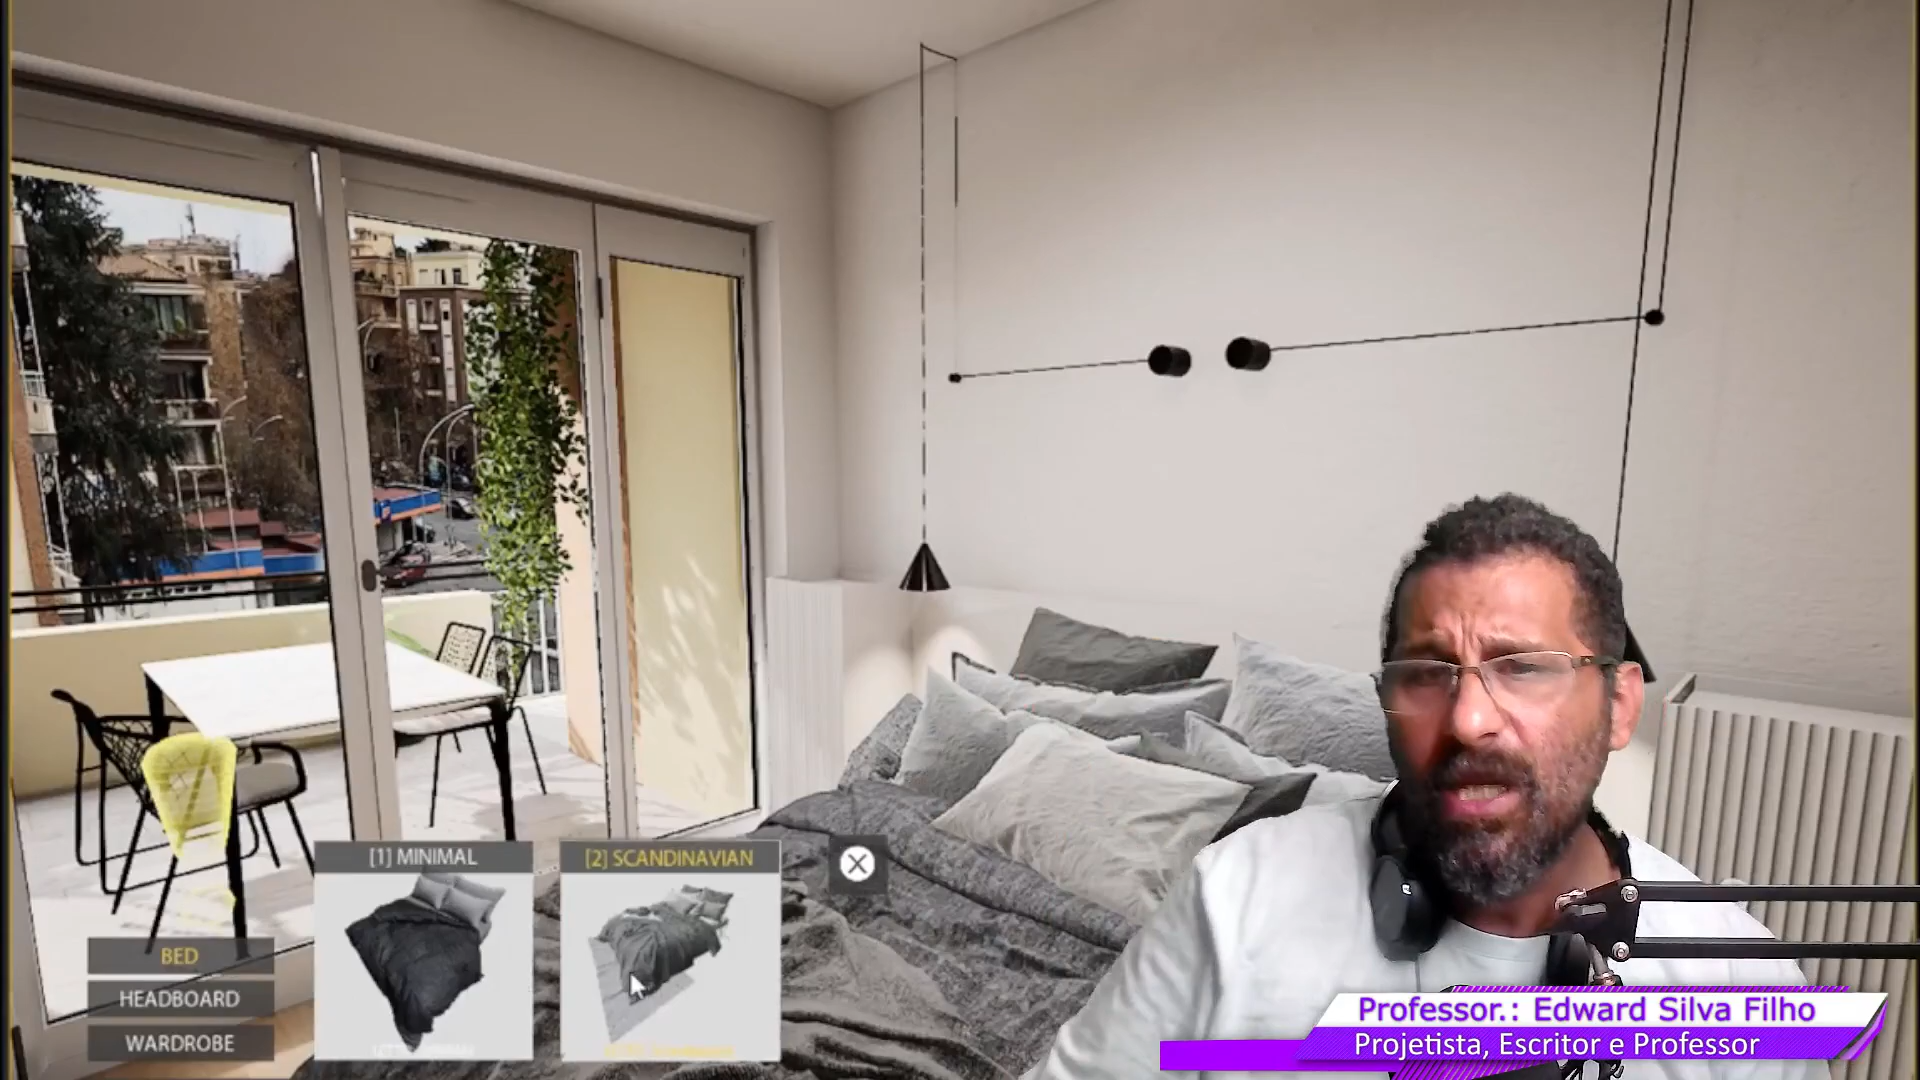 [1] MINIMAL
[2] SCANDINAVIAN
BED
HEADBOARD
WARDROBE
Professor.: Edward Silva Filho
Projetista, Escritor e Professor